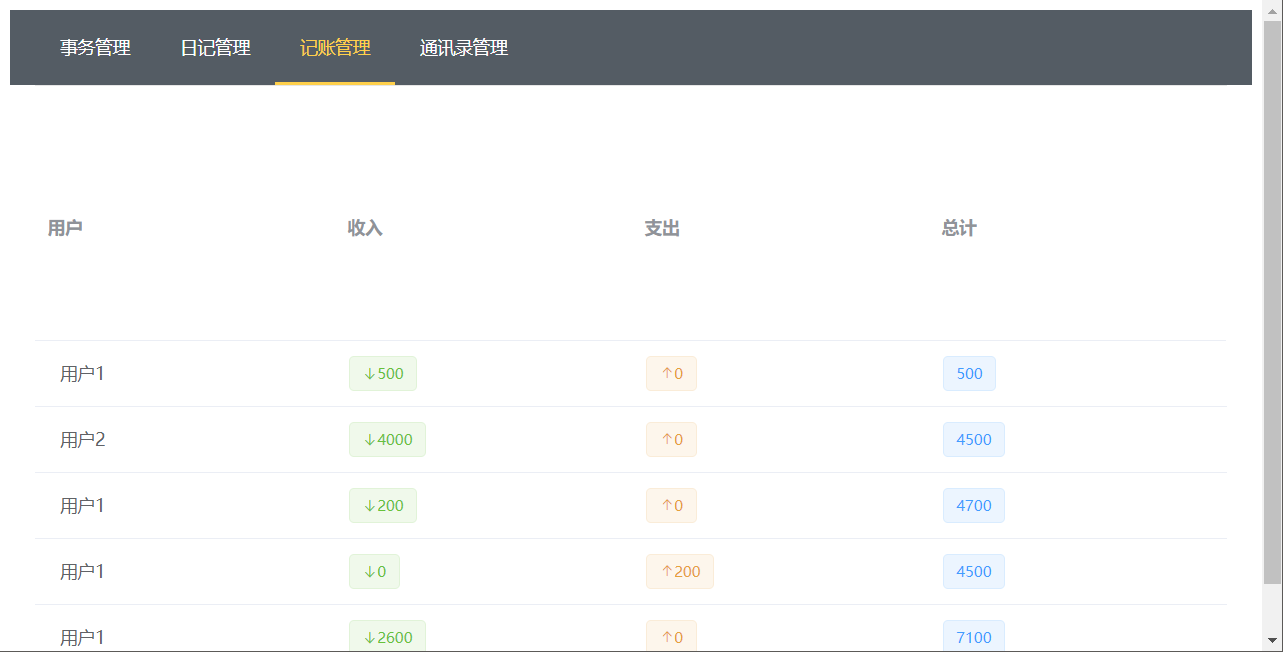 事务管理 日记管理 记账管理 通讯录管理
用户 收入 支出 总计
用户1 ↓500 ↑0 500
用户2 ↓4000 ↑0 4500
用户1 ↓200 ↑0 4700
用户1 ↓0 ↑200 4500
用户1 ↓2600 ↑0 7100